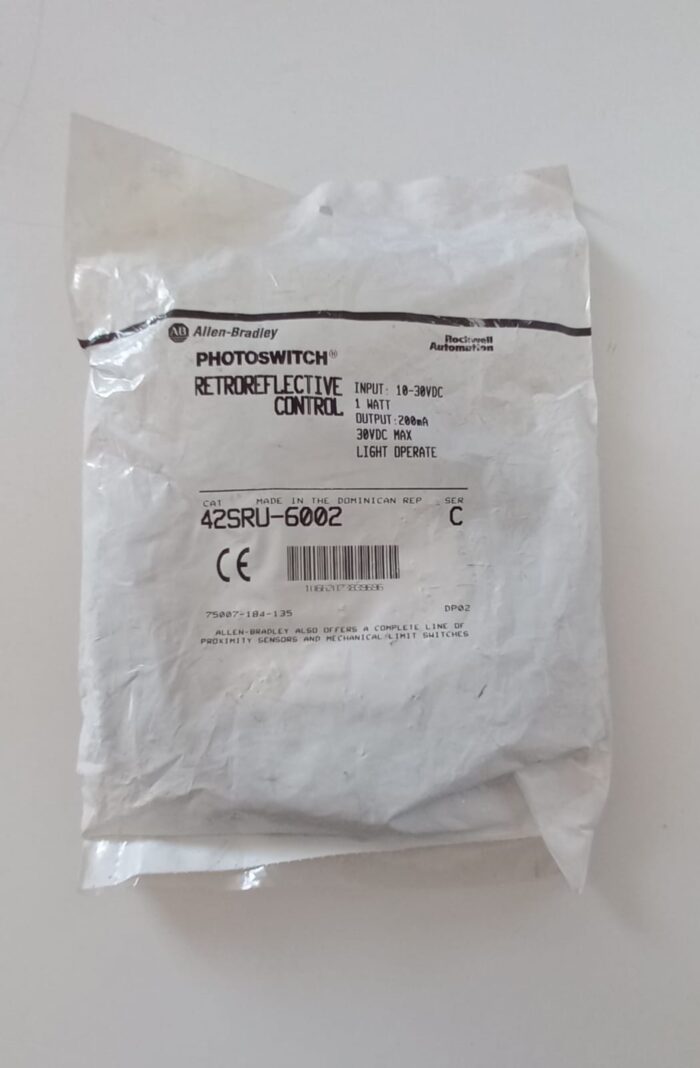 AB Allen-Bradley
Rockwell
Automation
PHOTOSWITCH®
RETROREFLECTIVE
CONTROL
INPUT: 10-30VDC
1 WATT
OUTPUT:200mA
30VDC MAX
LIGHT OPERATE
CAT MADE IN THE DOMINICAN REP SER
42SRU-6002 C
CE
75007-184-135 DP02
ALLEN-BRADLEY ALSO OFFERS A COMPLETE LINE OF
PROXIMITY SENSORS AND MECHANICAL LIMIT SWITCHES